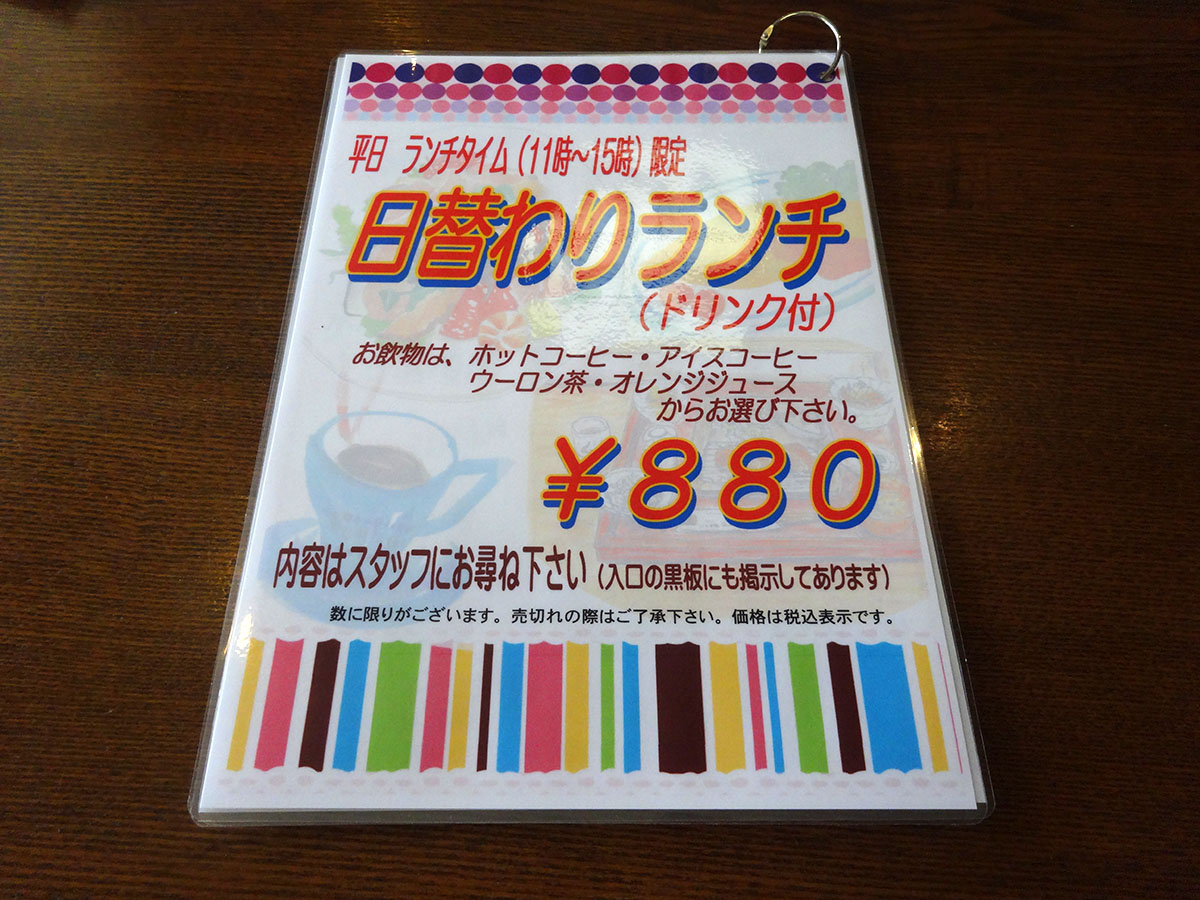 平日 ランチタイム(11時～15時)限定
日替わりランチ
(ドリンク付)
お飲物は、ホットコーヒー・アイスコーヒー
ウーロン茶・オレンジジュース
からお選び下さい。
￥880
内容はスタッフにお尋ね下さい(入口の黒板にも掲示してあります)
数に限りがございます。売切れの際はご了承下さい。価格は税込表示です。